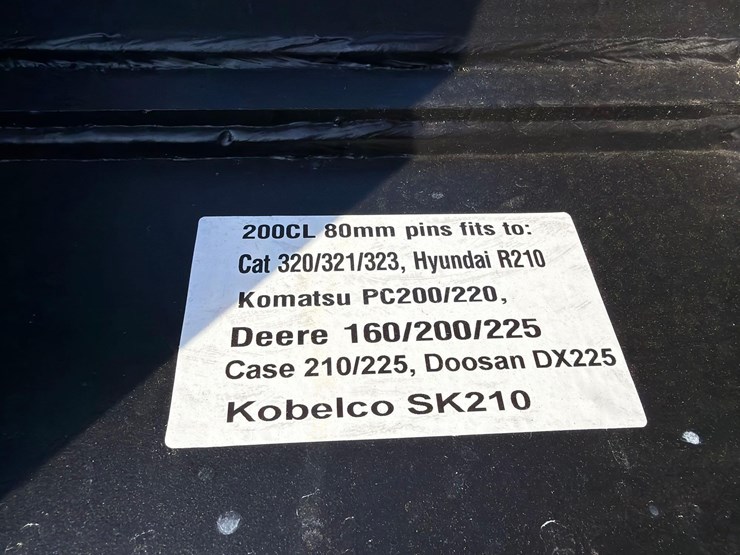 200CL 80mm pins fits to:
Cat 320/321/323, Hyundai R210
Komatsu PC200/220,
Deere 160/200/225
Case 210/225, Doosan DX225
Kobelco SK210